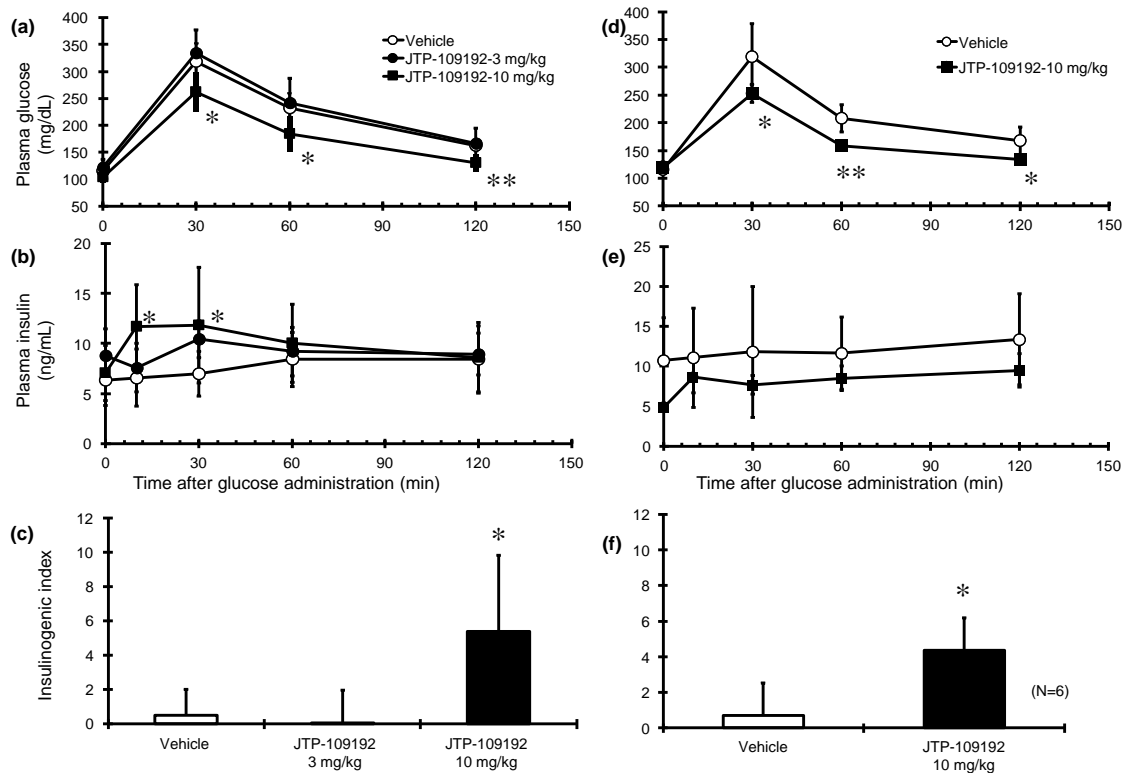 (a)
400
350
300
250
200
150
100
50
Plasma glucose
(mg/dL)
Vehicle
JTP-109192-3 mg/kg
JTP-109192-10 mg/kg
*
*
**
0 30 60 90 120 150
(b)
20
15
10
5
0
Plasma insulin
(ng/mL)
* *
0 30 60 90 120 150
Time after glucose administration (min)
(c)
12
10
8
6
4
2
0
Insulinogenic index
*
Vehicle
JTP-109192
3 mg/kg
JTP-109192
10 mg/kg
(d)
400
350
300
250
200
150
100
50
Vehicle
JTP-109192-10 mg/kg
*
**
*
0 30 60 90 120 150
(e)
25
20
15
10
5
0
0 30 60 90 120 150
Time after glucose administration (min)
(f)
12
10
8
6
4
2
0
*
(N=6)
Vehicle
JTP-109192
10 mg/kg